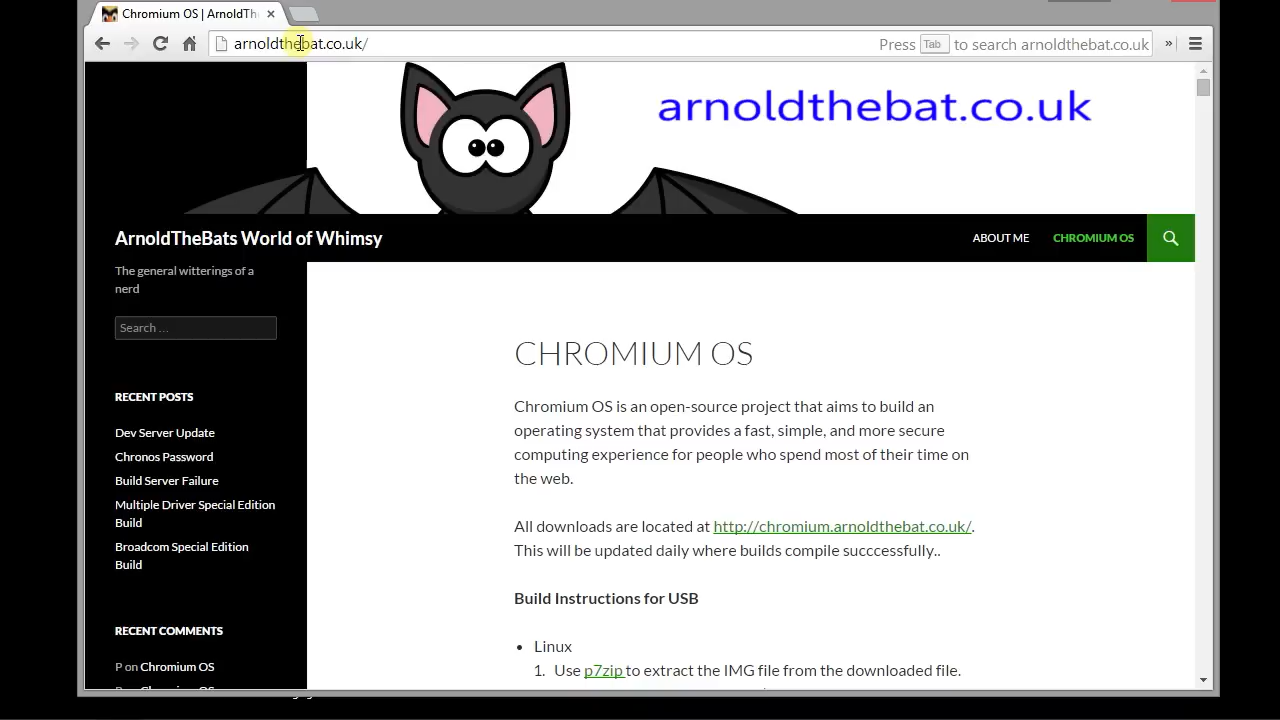 Chromium OS | ArnoldTh
arnoldthebat.co.uk/
Press Tab to search arnoldthebat.co.uk
»
arnoldthebat.co.uk
ArnoldTheBats World of Whimsy
ABOUT ME
CHROMIUM OS
The general witterings of a
nerd
Search …
RECENT POSTS
Dev Server Update
Chronos Password
Build Server Failure
Multiple Driver Special Edition
Build
Broadcom Special Edition
Build
RECENT COMMENTS
P on Chromium OS
CHROMIUM OS
Chromium OS is an open-source project that aims to build an
operating system that provides a fast, simple, and more secure
computing experience for people who spend most of their time on
the web.
All downloads are located at http://chromium.arnoldthebat.co.uk/.
This will be updated daily where builds compile succcessfully..
Build Instructions for USB
• Linux
1. Use p7zip to extract the IMG file from the downloaded file.